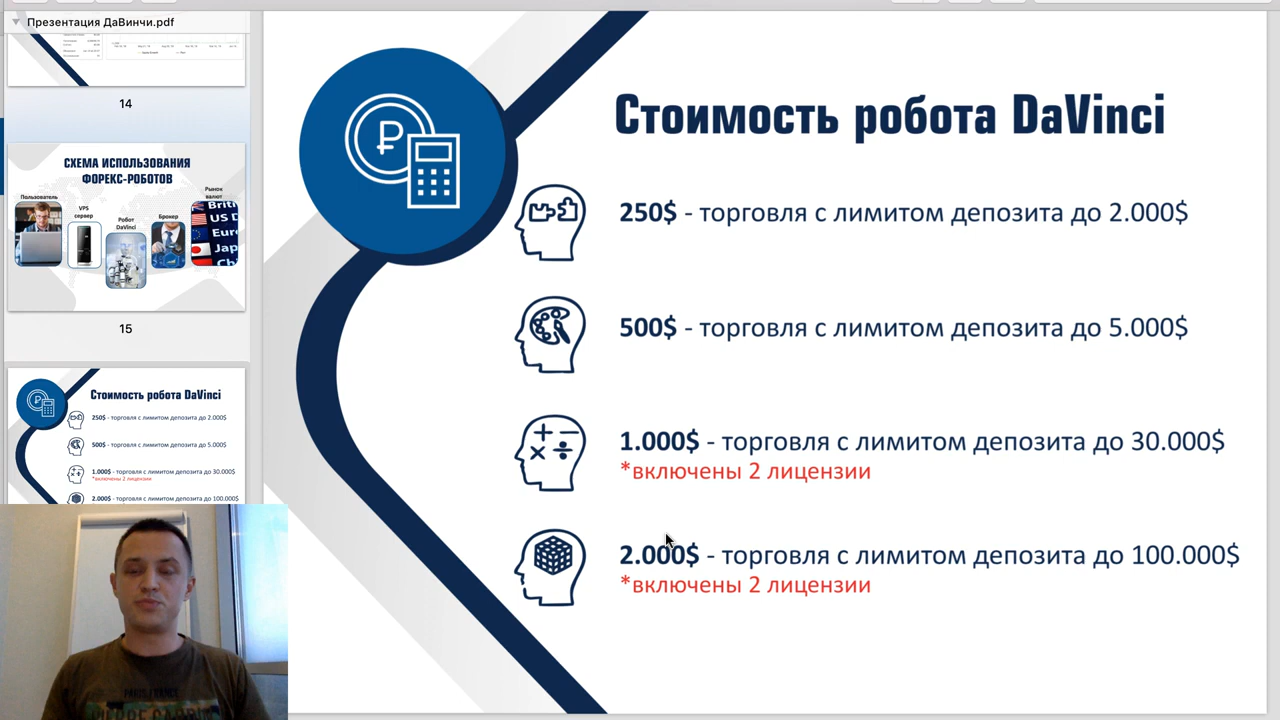 Презентация ДаВинчи.pdf
14
СХЕМА ИСПОЛЬЗОВАНИЯ
ФОРЕКС-РОБОТОВ
Пользователь
VPS
сервер
Робот
DaVinci
Брокер
Рынок
валют
15
Стоимость робота DaVinci
250$ - торговля с лимитом депозита до 2.000$
500$ - торговля с лимитом депозита до 5.000$
1.000$ - торговля с лимитом депозита до 30.000$
*включены 2 лицензии
2.000$ - торговля с лимитом депозита до 100.000$
Стоимость робота DaVinci
250$ - торговля с лимитом депозита до 2.000$
500$ - торговля с лимитом депозита до 5.000$
1.000$ - торговля с лимитом депозита до 30.000$
*включены 2 лицензии
2.000$ - торговля с лимитом депозита до 100.000$
*включены 2 лицензии